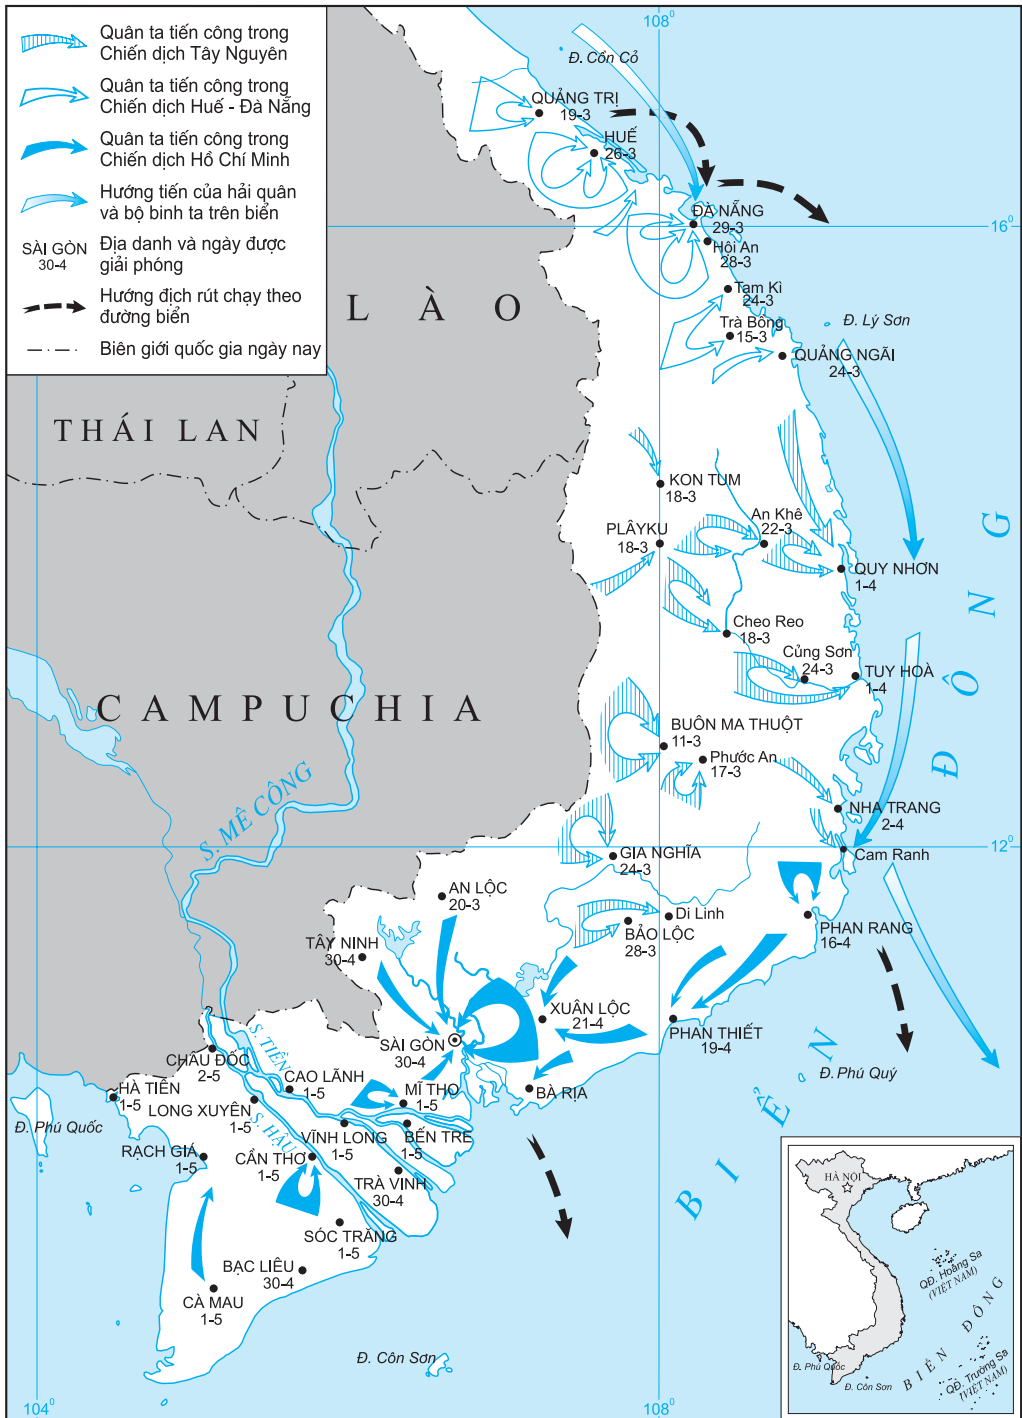 Quân ta tiến công trong
Chiến dịch Tây Nguyên
Quân ta tiến công trong
Chiến dịch Huế - Đà Nẵng
Quân ta tiến công trong
Chiến dịch Hồ Chí Minh
Hướng tiến của hải quân
và bộ binh ta trên biển
SÀI GÒN
30-4
Địa danh và ngày được
giải phóng
Hướng địch rút chạy theo
đường biển
Biên giới quốc gia ngày nay
108⁰
Đ. Cồn Cỏ
QUẢNG TRỊ
19-3
HUẾ
26-3
ĐÀ NẴNG
29-3
16⁰
Hội An
28-3
Tam Kì
24-3
Trà Bồng
15-3
Đ. Lý Sơn
QUẢNG NGÃI
24-3
LÀO
THÁI LAN
KON TUM
18-3
An Khê
22-3
PLÂYKU
18-3
QUY NHƠN
1-4
Cheo Reo
18-3
Củng Sơn
24-3
TUY HOÀ
1-4
CAMPUCHIA
BUÔN MA THUỘT
11-3
Phước An
17-3
S. MÊ CÔNG
NHA TRANG
2-4
12⁰
Cam Ranh
GIA NGHĨA
24-3
AN LỘC
20-3
Di Linh
BẢO LỘC
28-3
PHAN RANG
16-4
TÂY NINH
30-4
XUÂN LỘC
21-4
PHAN THIẾT
19-4
SÀI GÒN
30-4
S. TIỀN
CHÂU ĐỐC
2-5
Đ. Phú Quý
HÀ TIÊN
1-5
CAO LÃNH
1-5
MĨ THO
1-5
BÀ RỊA
LONG XUYÊN
1-5
Đ. Phú Quốc
S. HẬU
VĨNH LONG
1-5
BẾN TRE
1-5
RẠCH GIÁ
1-5
CẦN THƠ
1-5
TRÀ VINH
30-4
SÓC TRĂNG
1-5
BẠC LIÊU
30-4
CÀ MAU
1-5
Đ. Côn Sơn
BIỂN ĐÔNG
104⁰
108⁰
HÀ NỘI
QĐ. Hoàng Sa
(VIỆT NAM)
BIỂN ĐÔNG
Đ. Phú Quốc
Đ. Côn Sơn
QĐ. Trường Sa
(VIỆT NAM)